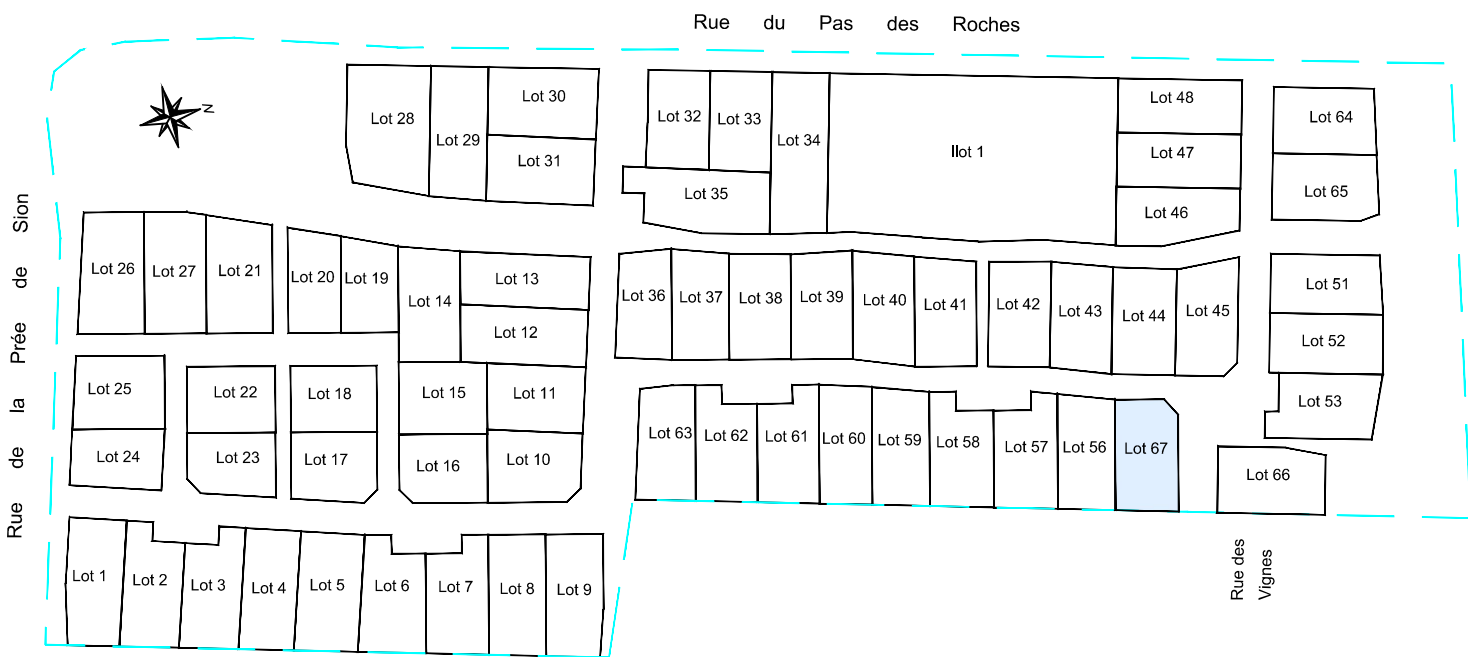 Rue du Pas des Roches
N
Lot 28
Lot 29
Lot 30
Lot 31
Lot 32
Lot 33
Lot 34
Lot 35
Ilot 1
Lot 48
Lot 47
Lot 46
Lot 64
Lot 65
Rue de la Prée de Sion
Lot 26
Lot 27
Lot 21
Lot 20
Lot 19
Lot 14
Lot 13
Lot 12
Lot 36
Lot 37
Lot 38
Lot 39
Lot 40
Lot 41
Lot 42
Lot 43
Lot 44
Lot 45
Lot 51
Lot 52
Lot 53
Lot 25
Lot 24
Lot 22
Lot 23
Lot 18
Lot 17
Lot 15
Lot 16
Lot 11
Lot 10
Lot 63
Lot 62
Lot 61
Lot 60
Lot 59
Lot 58
Lot 57
Lot 56
Lot 67
Lot 66
Lot 1
Lot 2
Lot 3
Lot 4
Lot 5
Lot 6
Lot 7
Lot 8
Lot 9
Rue des
Vignes